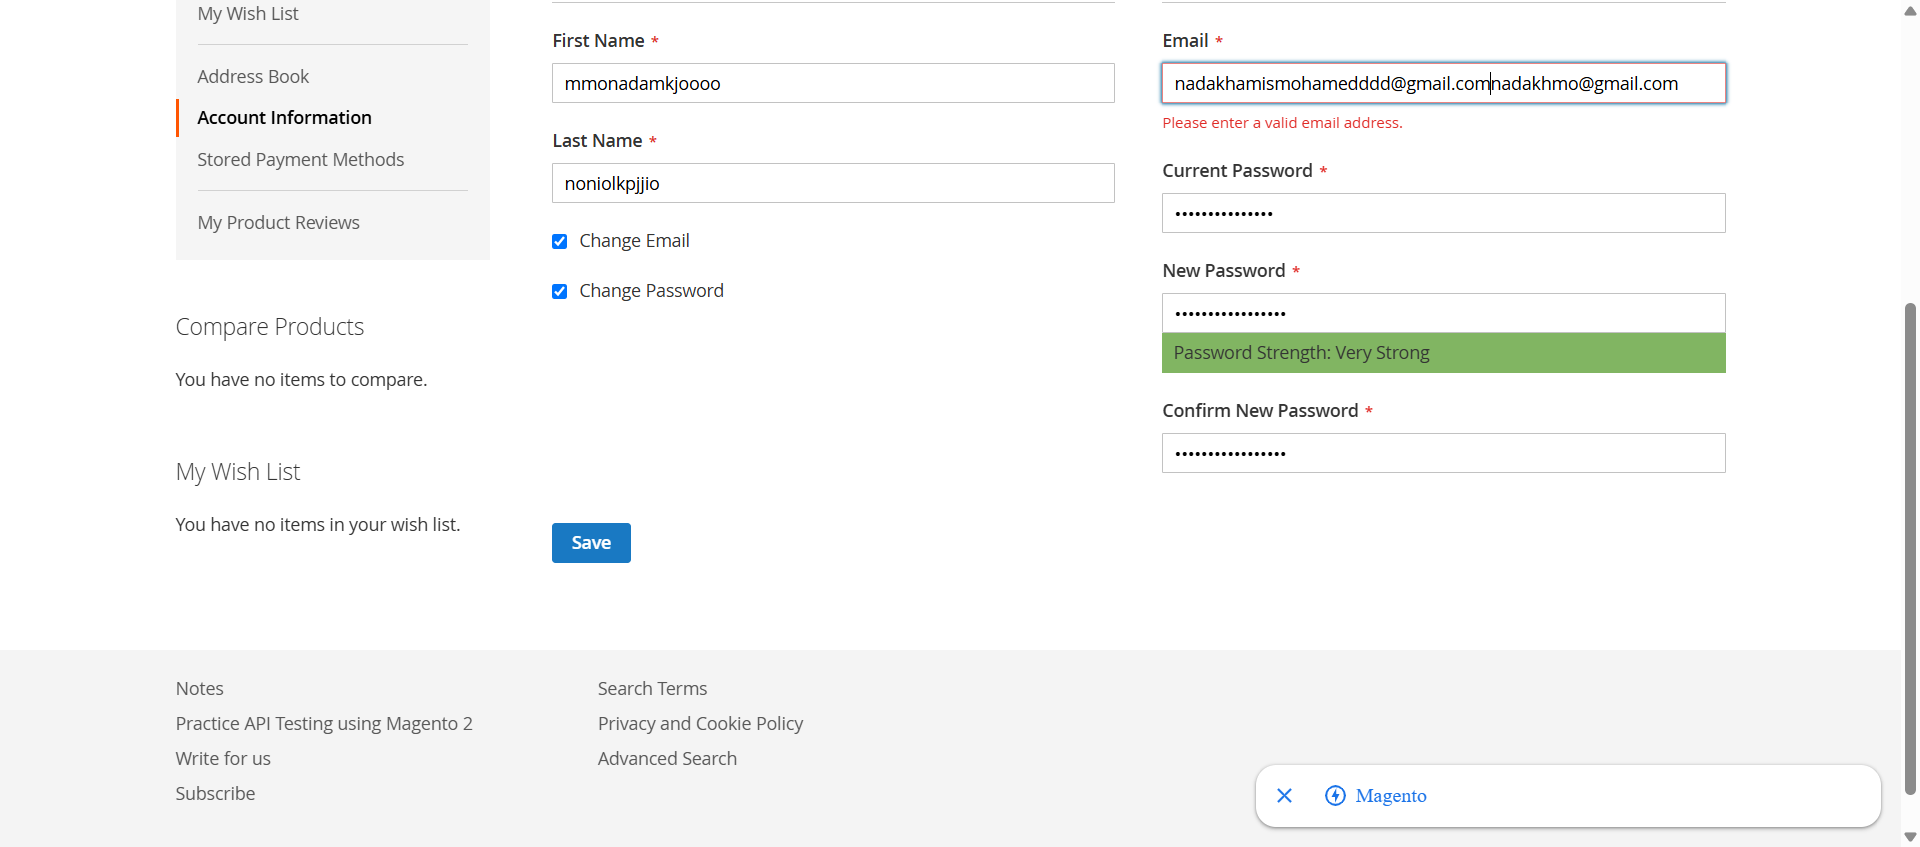 My Wish List
Address Book
Account Information
Stored Payment Methods
My Product Reviews
Compare Products
You have no items to compare.
My Wish List
You have no items in your wish list.
First Name *
mmonadamkjoooo
Last Name *
noniolkpjjio
Change Email
Change Password
Save
Email *
nadakhamismohamedddd@gmail.comnadakhmo@gmail.com
Please enter a valid email address.
Current Password *
•••••••••••••••
New Password *
•••••••••••••••••
Password Strength: Very Strong
Confirm New Password *
•••••••••••••••••
Notes
Practice API Testing using Magento 2
Write for us
Subscribe
Search Terms
Privacy and Cookie Policy
Advanced Search
Magento